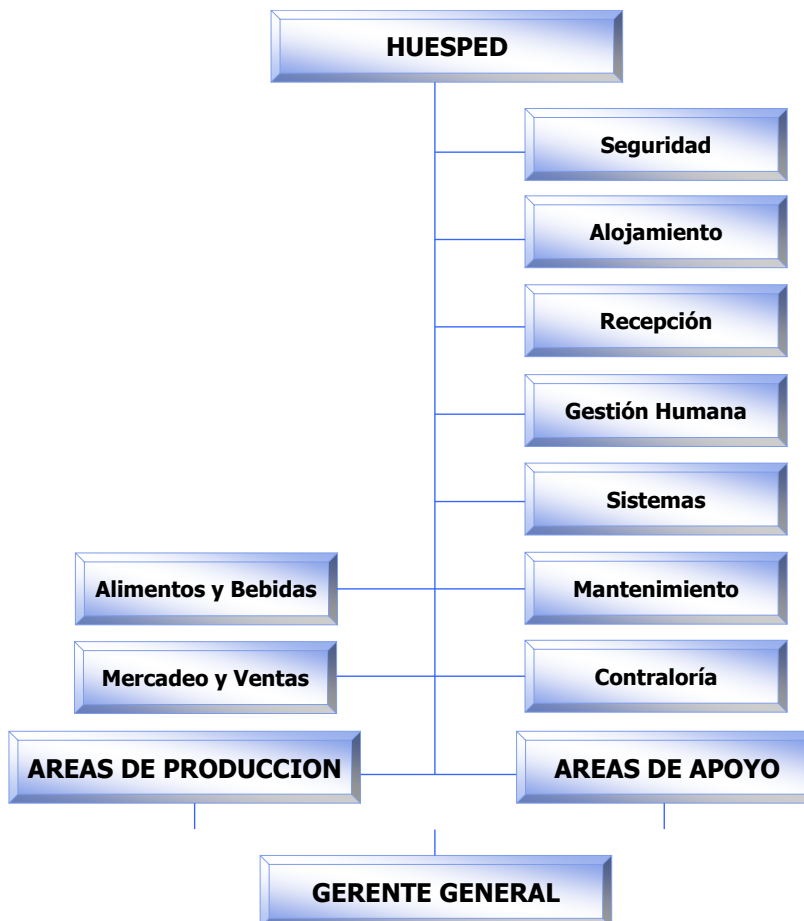 HUESPED
Seguridad
Alojamiento
Recepción
Gestión Humana
Sistemas
Alimentos y Bebidas
Mantenimiento
Mercadeo y Ventas
Contraloría
AREAS DE PRODUCCION
AREAS DE APOYO
GERENTE GENERAL